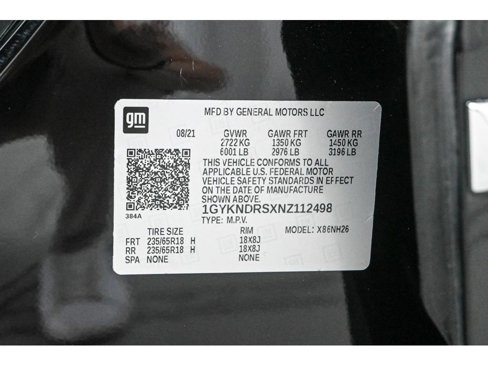 gm
MFD BY GENERAL MOTORS LLC
08/21 GVWR GAWR FRT GAWR RR
2722 KG 1350 KG 1450 KG
6001 LB 2976 LB 3196 LB
THIS VEHICLE CONFORMS TO ALL
APPLICABLE U.S. FEDERAL MOTOR
VEHICLE SAFETY STANDARDS IN EFFECT
ON THE DATE OF MANUFACTURE
SHOWN ABOVE.
384A
1GYKNDRSXNZ112498
TYPE: M.P.V.
TIRE SIZE RIM MODEL: X86NH26
FRT 235/65R18 H 18X8J
RR 235/65R18 H 18X8J
SPA NONE NONE